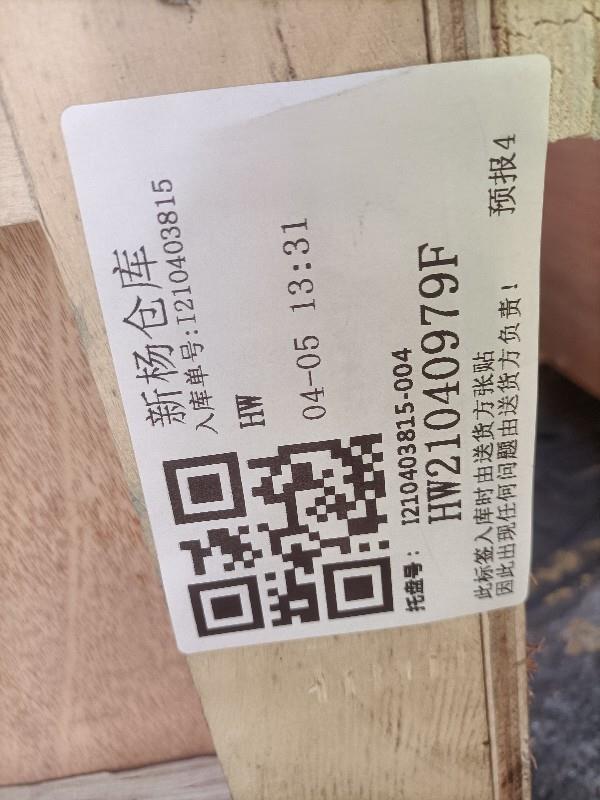 新杨仓库
入库单号:I210403815
HW
04-05 13:31
托盘号: I210403815-004
HW21040979F
此标签入库时由送货方张贴
因此出现任何问题由送货方负责! 预报4